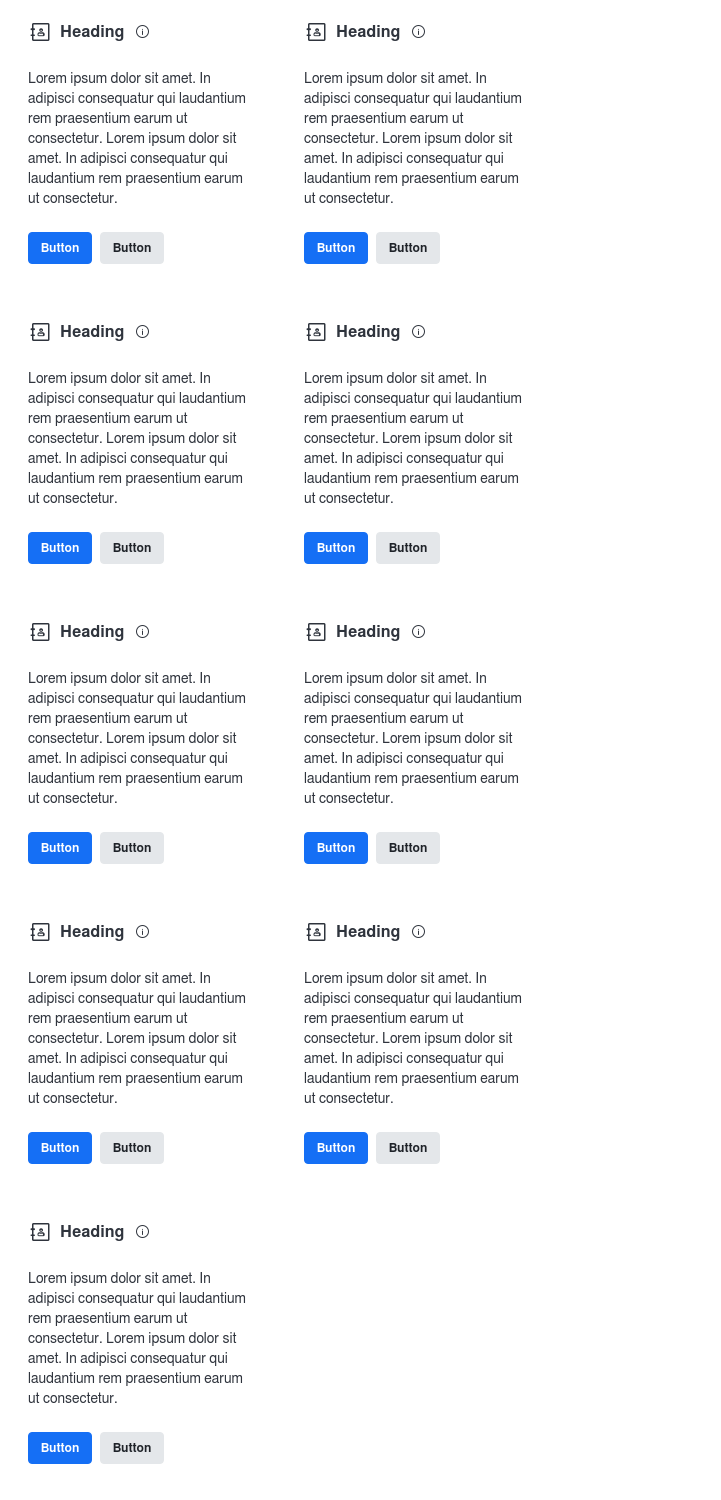 Heading
Lorem ipsum dolor sit amet. In
adipisci consequatur qui laudantium
rem praesentium earum ut
consectetur. Lorem ipsum dolor sit
amet. In adipisci consequatur qui
laudantium rem praesentium earum
ut consectetur.
Button Button
Heading
Lorem ipsum dolor sit amet. In
adipisci consequatur qui laudantium
rem praesentium earum ut
consectetur. Lorem ipsum dolor sit
amet. In adipisci consequatur qui
laudantium rem praesentium earum
ut consectetur.
Button Button
Heading
Lorem ipsum dolor sit amet. In
adipisci consequatur qui laudantium
rem praesentium earum ut
consectetur. Lorem ipsum dolor sit
amet. In adipisci consequatur qui
laudantium rem praesentium earum
ut consectetur.
Button Button
Heading
Lorem ipsum dolor sit amet. In
adipisci consequatur qui laudantium
rem praesentium earum ut
consectetur. Lorem ipsum dolor sit
amet. In adipisci consequatur qui
laudantium rem praesentium earum
ut consectetur.
Button Button
Heading
Lorem ipsum dolor sit amet. In
adipisci consequatur qui laudantium
rem praesentium earum ut
consectetur. Lorem ipsum dolor sit
amet. In adipisci consequatur qui
laudantium rem praesentium earum
ut consectetur.
Button Button
Heading
Lorem ipsum dolor sit amet. In
adipisci consequatur qui laudantium
rem praesentium earum ut
consectetur. Lorem ipsum dolor sit
amet. In adipisci consequatur qui
laudantium rem praesentium earum
ut consectetur.
Button Button
Heading
Lorem ipsum dolor sit amet. In
adipisci consequatur qui laudantium
rem praesentium earum ut
consectetur. Lorem ipsum dolor sit
amet. In adipisci consequatur qui
laudantium rem praesentium earum
ut consectetur.
Button Button
Heading
Lorem ipsum dolor sit amet. In
adipisci consequatur qui laudantium
rem praesentium earum ut
consectetur. Lorem ipsum dolor sit
amet. In adipisci consequatur qui
laudantium rem praesentium earum
ut consectetur.
Button Button
Heading
Lorem ipsum dolor sit amet. In
adipisci consequatur qui laudantium
rem praesentium earum ut
consectetur. Lorem ipsum dolor sit
amet. In adipisci consequatur qui
laudantium rem praesentium earum
ut consectetur.
Button Button